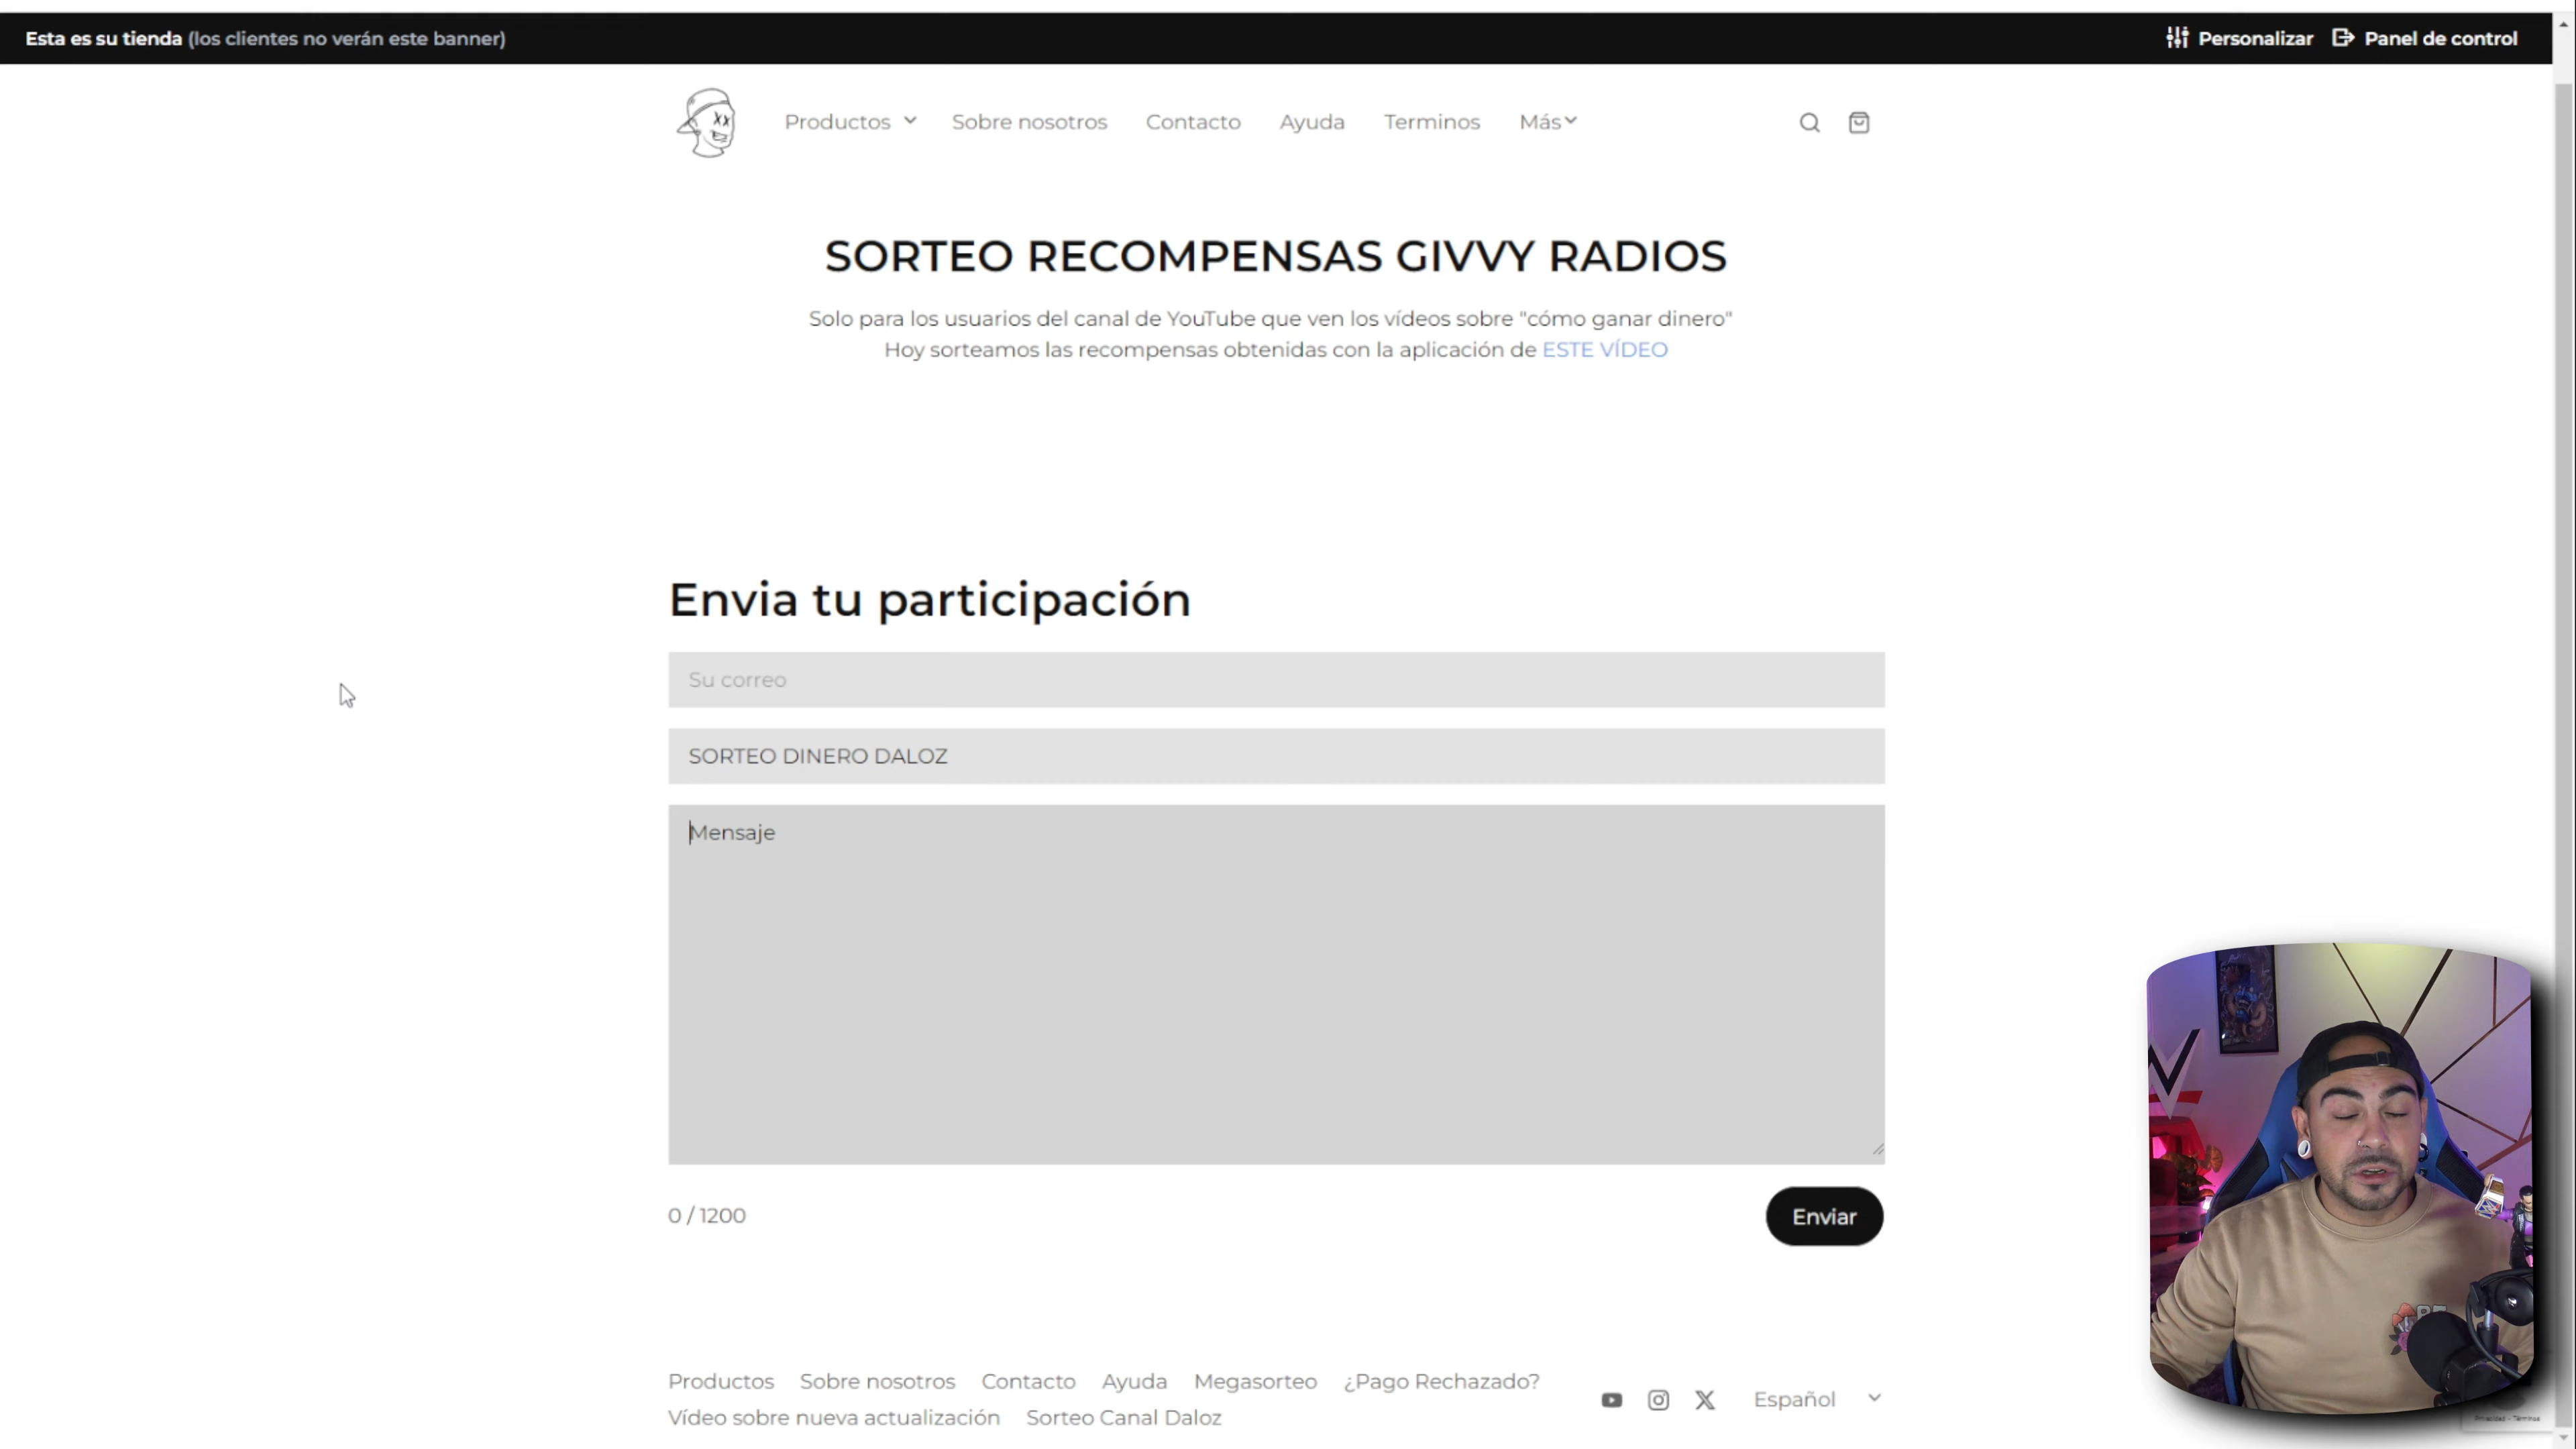 Esta es su tienda (los clientes no verán este banner)
Personalizar
Panel de control
Productos
Sobre nosotros
Contacto
Ayuda
Terminos
Más
SORTEO RECOMPENSAS GIVVY RADIOS
Solo para los usuarios del canal de YouTube que ven los vídeos sobre "cómo ganar dinero"
Hoy sorteamos las recompensas obtenidas con la aplicación de ESTE VÍDEO
Envia tu participación
Su correo
SORTEO DINERO DALOZ
Mensaje
0 / 1200
Enviar
Productos
Sobre nosotros
Contacto
Ayuda
Megasorteo
¿Pago Rechazado?
Vídeo sobre nueva actualización
Sorteo Canal Daloz
Español
Privacidad - Términos